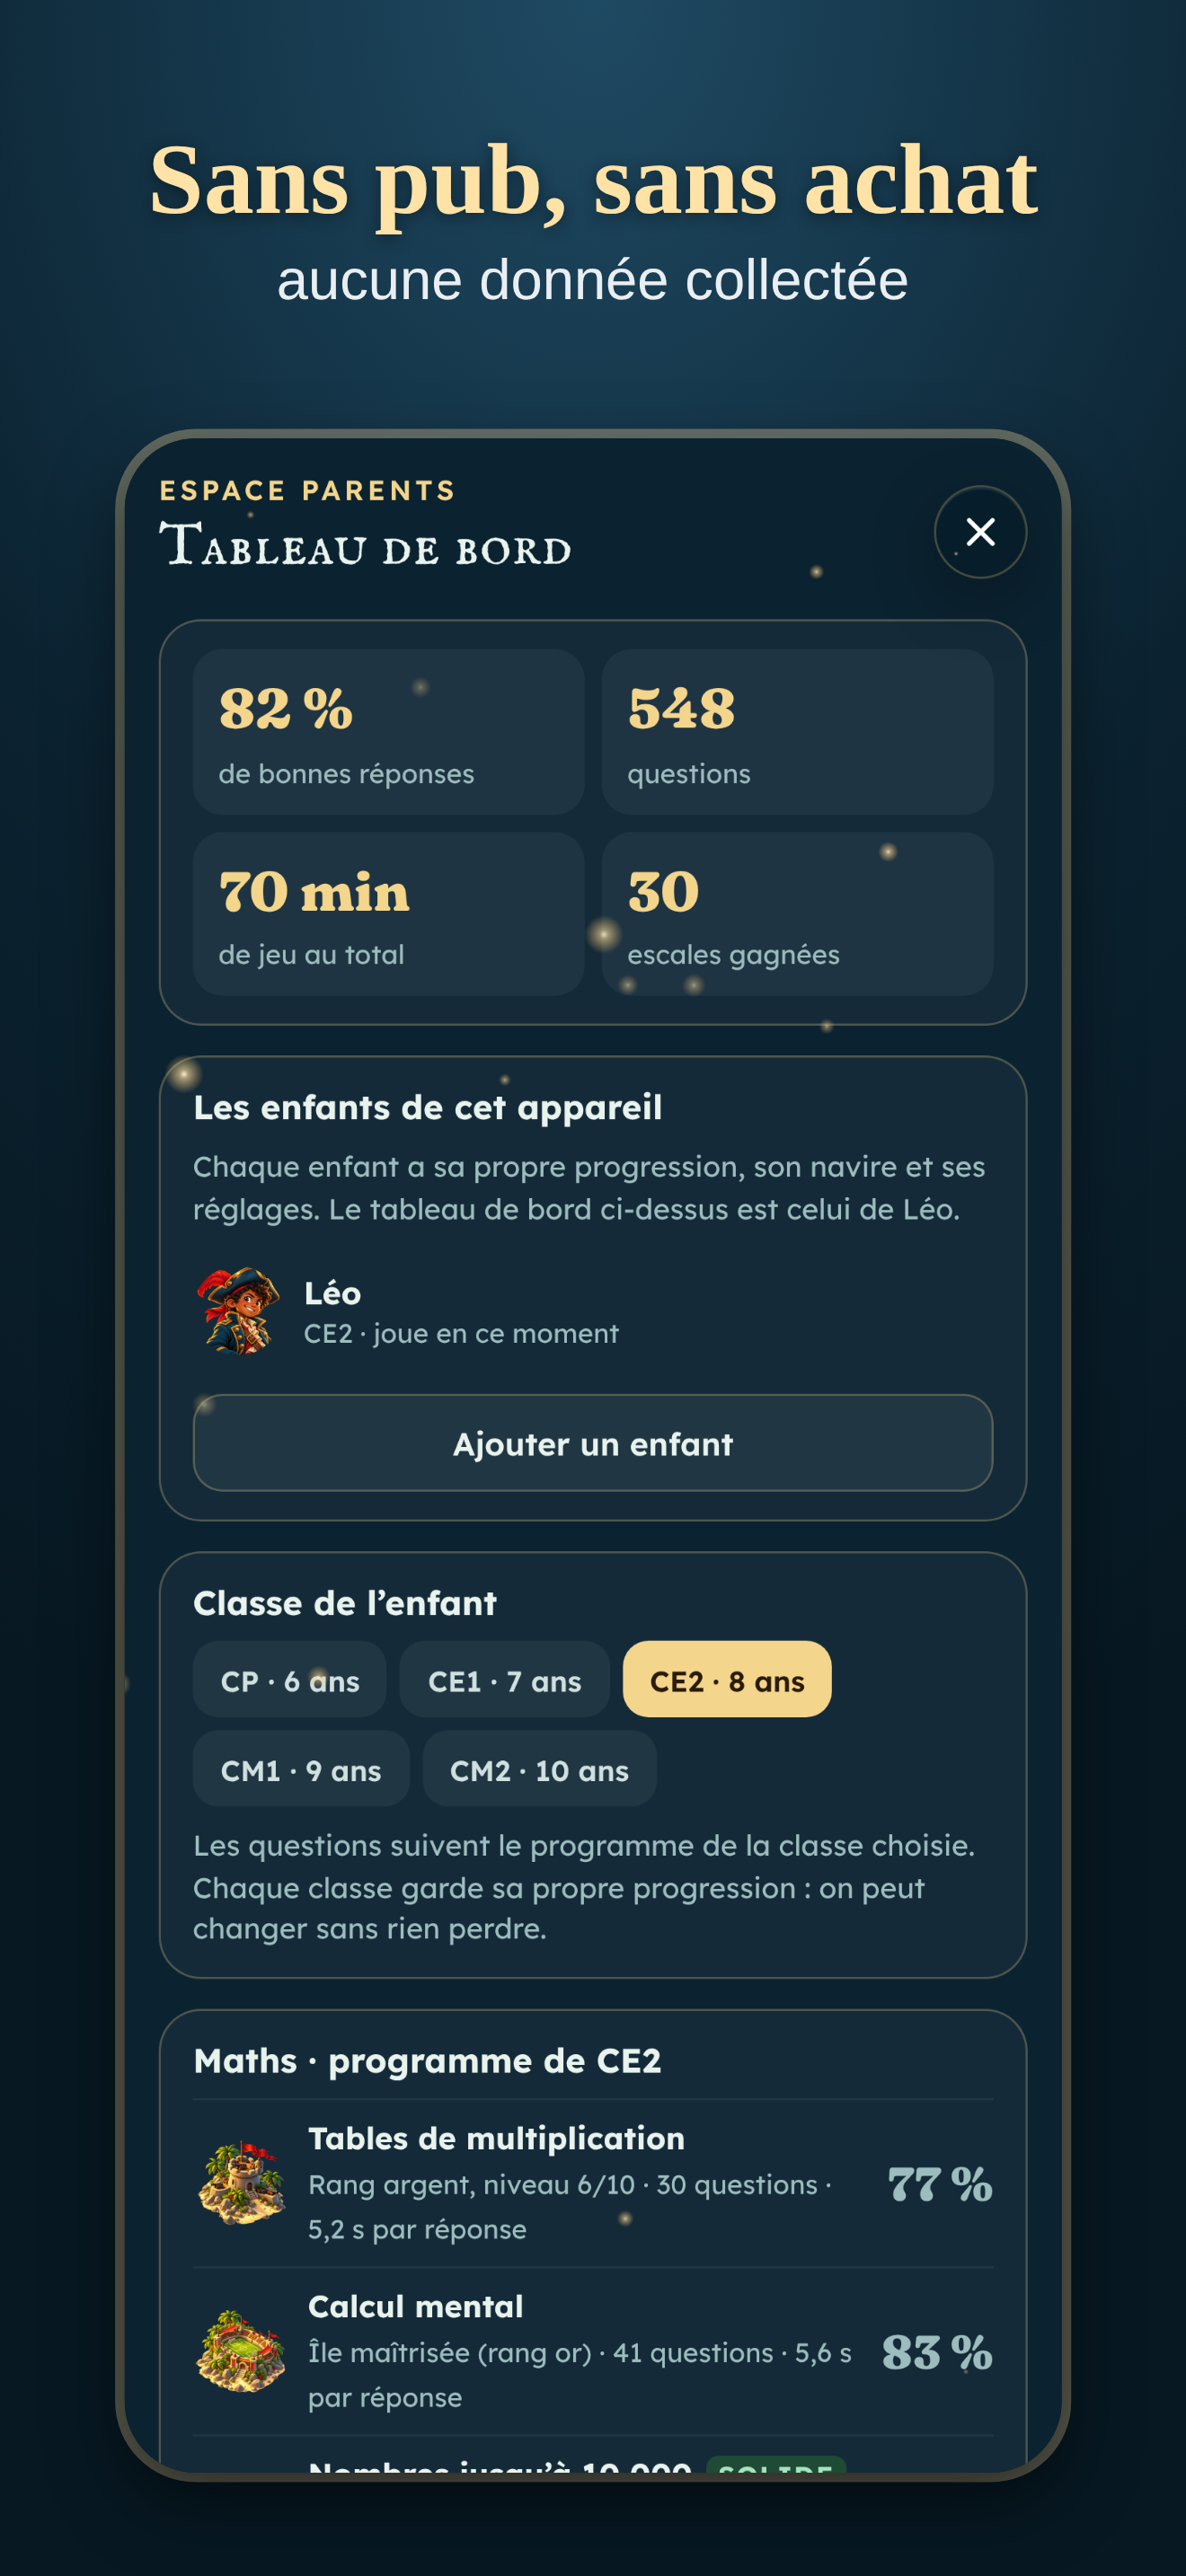 Sans pub, sans achat
aucune donnée collectée
ESPACE PARENTS
Tableau de bord
82 %
de bonnes réponses
548
questions
70 min
de jeu au total
30
escales gagnées
Les enfants de cet appareil
Chaque enfant a sa propre progression, son navire et ses
réglages. Le tableau de bord ci-dessus est celui de Léo.
Léo
CE2 · joue en ce moment
Ajouter un enfant
Classe de l’enfant
CP · 6 ans
CE1 · 7 ans
CE2 · 8 ans
CM1 · 9 ans
CM2 · 10 ans
Les questions suivent le programme de la classe choisie.
Chaque classe garde sa propre progression : on peut
changer sans rien perdre.
Maths · programme de CE2
Tables de multiplication
Rang argent, niveau 6/10 · 30 questions ·
5,2 s par réponse
77 %
Calcul mental
Île maîtrisée (rang or) · 41 questions · 5,6 s
par réponse
83 %
Nombres jusqu’à 10 000 SOLIDE